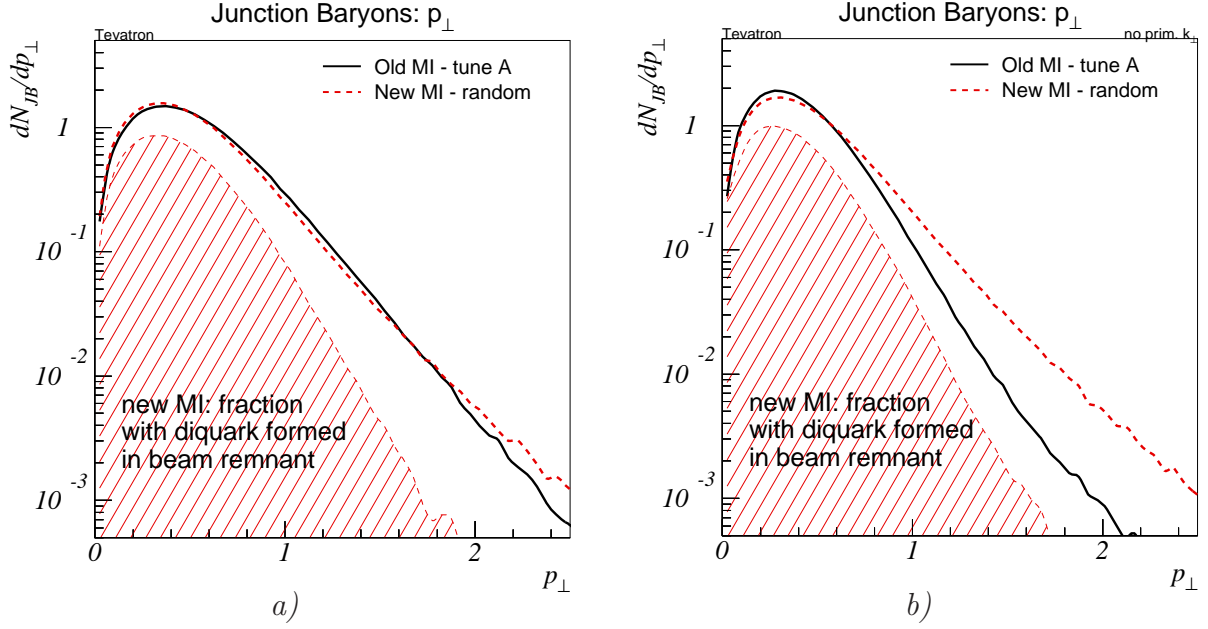 Junction Baryons: p⊥
Tevatron
dN_JB/dp⊥
Old MI - tune A
New MI - random
1
10^-1
10^-2
10^-3
new MI: fraction
with diquark formed
in beam remnant
0 1 2
p⊥
a)
Junction Baryons: p⊥
Tevatron no prim. k⊥
dN_JB/dp⊥
Old MI - tune A
New MI - random
1
10^-1
10^-2
10^-3
new MI: fraction
with diquark formed
in beam remnant
0 1 2
p⊥
b)